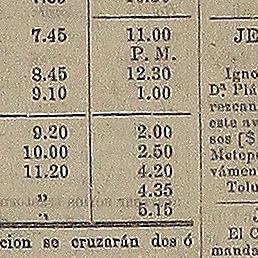 7.45 11.00
P. M.
8.45 12.30
9.10 1.00
9.20 2.00
10.00 2.50
11.20 4.20
„ 4.35
„ 5.15
cion se cruzarán dos ó
JE
Igno
Dª Plá
rezcan
este av
sos [$
Matepe
vámen
Tolu
J
El C
manda